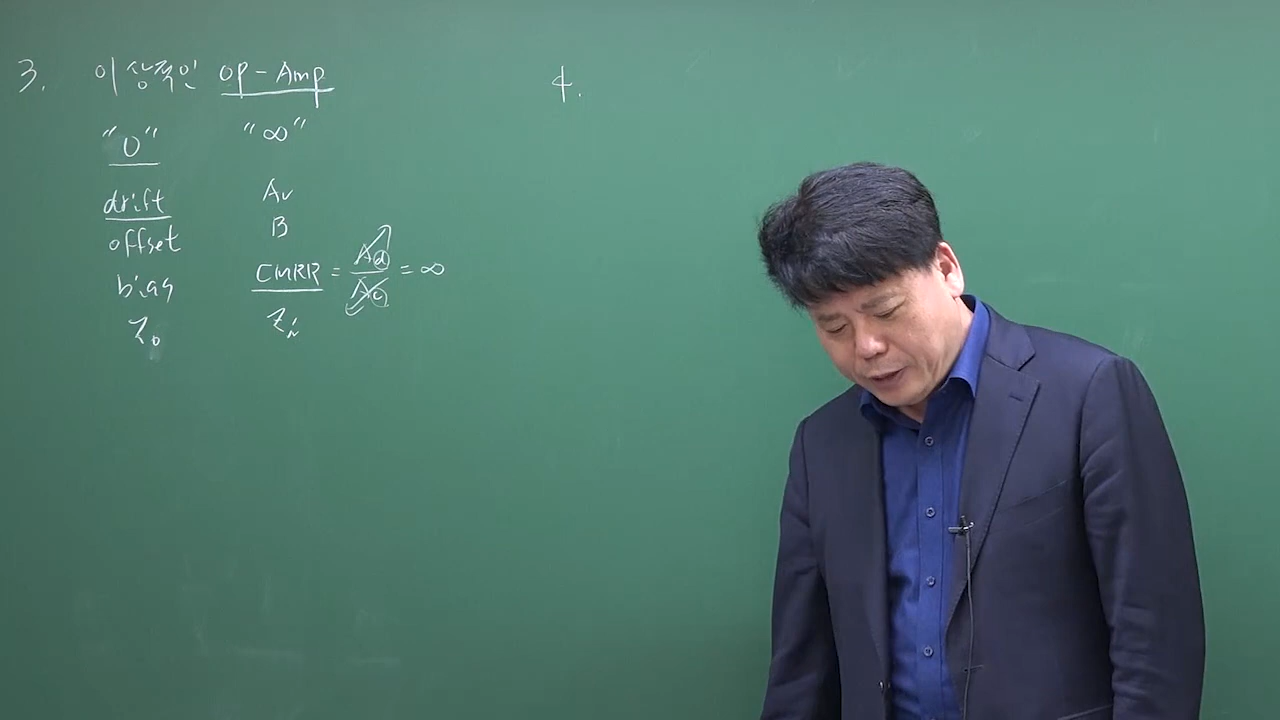 3. 이상적인 OP-Amp
"0" "∞"
drift Av
offset B
bias CMRR = Ad / Ac = ∞
Zo Zi
4.